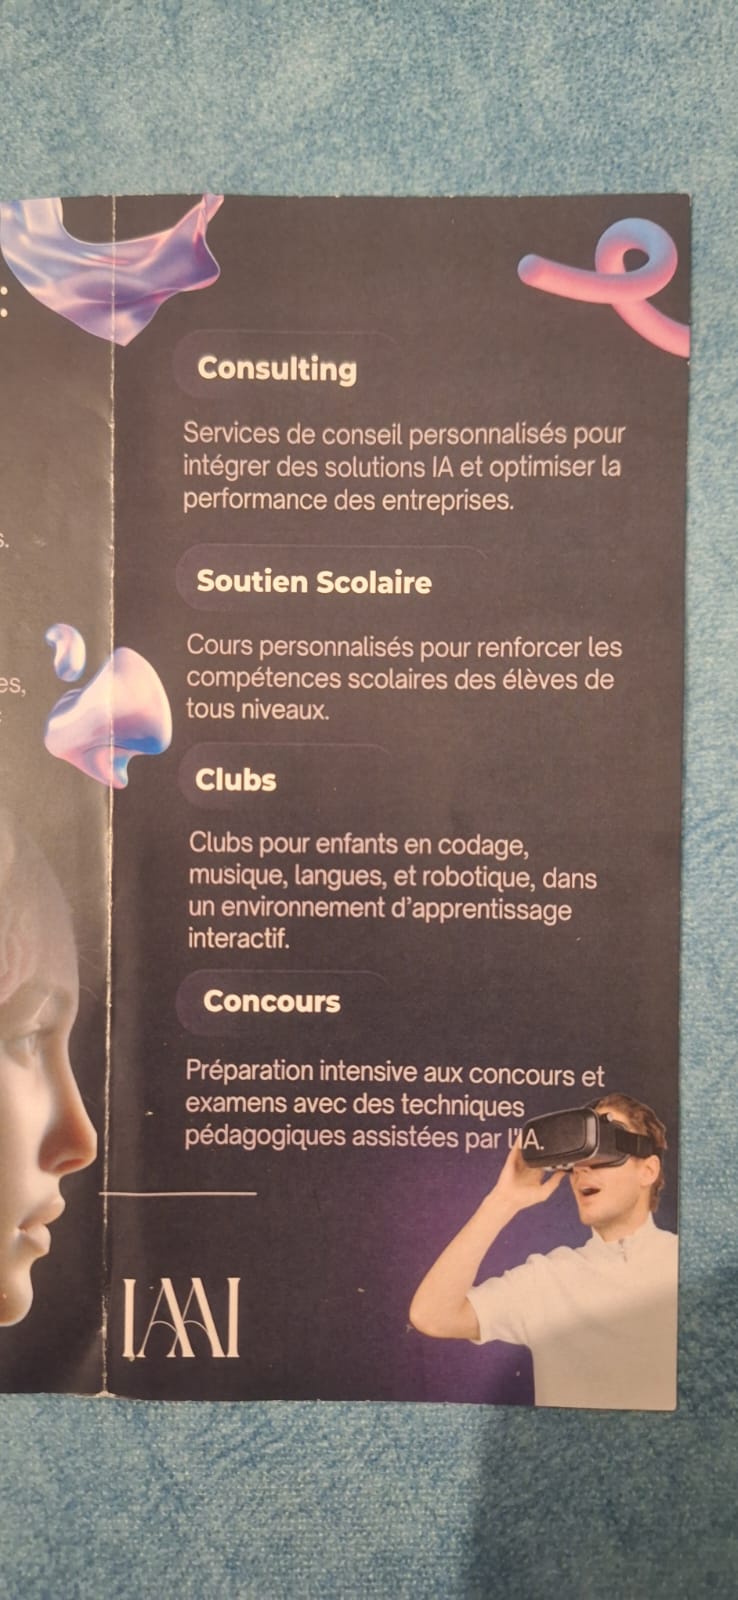 :
Consulting
Services de conseil personnalisés pour
intégrer des solutions IA et optimiser la
performance des entreprises.
s.
Soutien Scolaire
Cours personnalisés pour renforcer les
compétences scolaires des élèves de
tous niveaux.
es,
Clubs
Clubs pour enfants en codage,
musique, langues, et robotique, dans
un environnement d'apprentissage
interactif.
Concours
Préparation intensive aux concours et
examens avec des techniques
pédagogiques assistées par l'IA.
IAAI